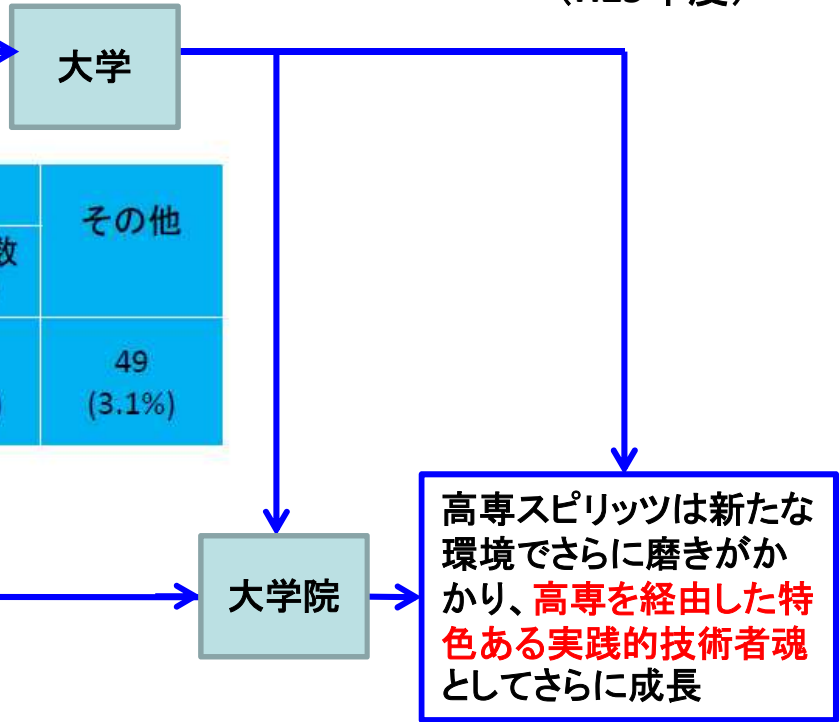 大学
その他
数
49
(3.1%)
大学院
高専スピリッツは新たな
環境でさらに磨きがか
かり、高専を経由した特
色ある実践的技術者魂
としてさらに成長